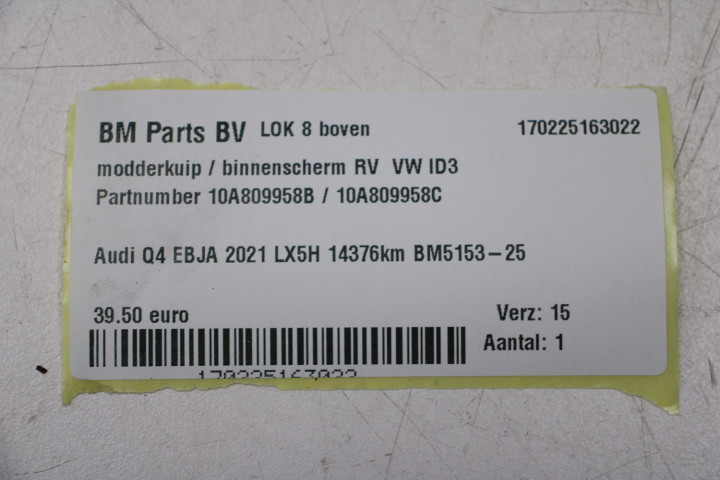 BM Parts BV LOK 8 boven 170225163022
modderkuip / binnenscherm RV VW ID3
Partnumber 10A809958B / 10A809958C
Audi Q4 EBJA 2021 LX5H 14376km BM5153-25
39.50 euro Verz: 15
Aantal: 1
170225163022